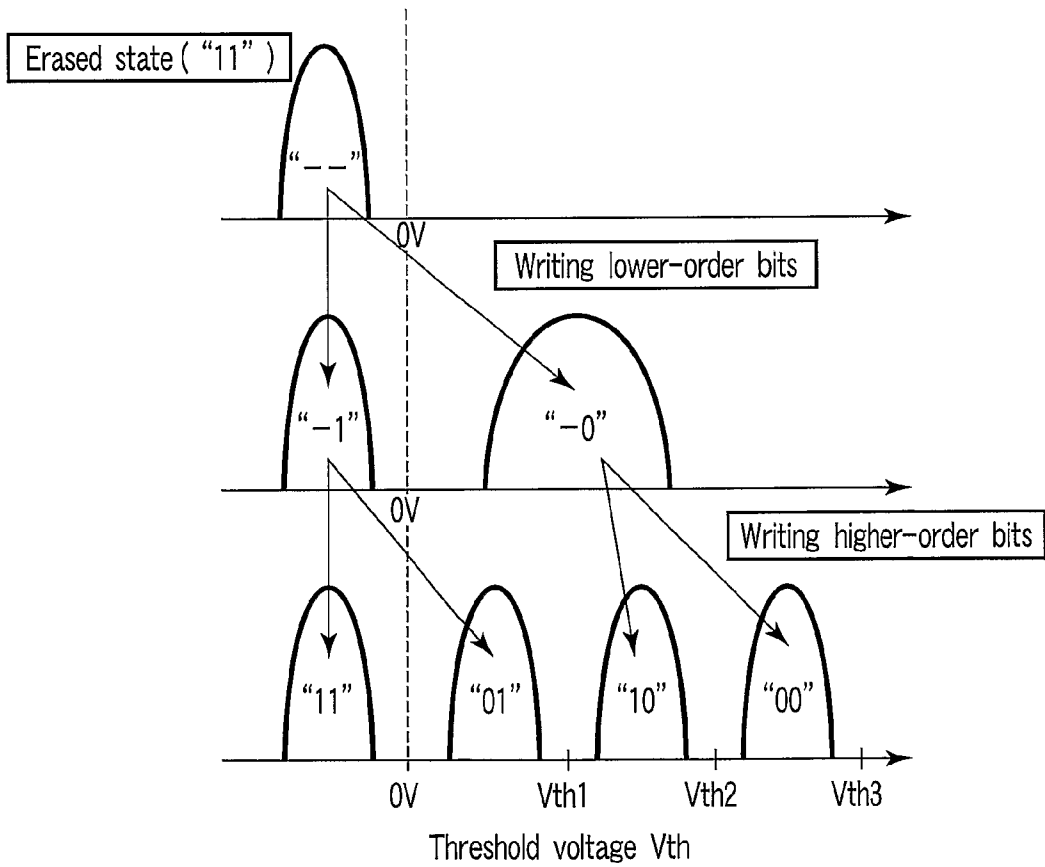 Erased state ( “11” )
“−−”
0V
Writing lower-order bits
“−1”
“−0”
0V
Writing higher-order bits
“11”
“01”
“10”
“00”
0V
Vth1
Vth2
Vth3
Threshold voltage Vth